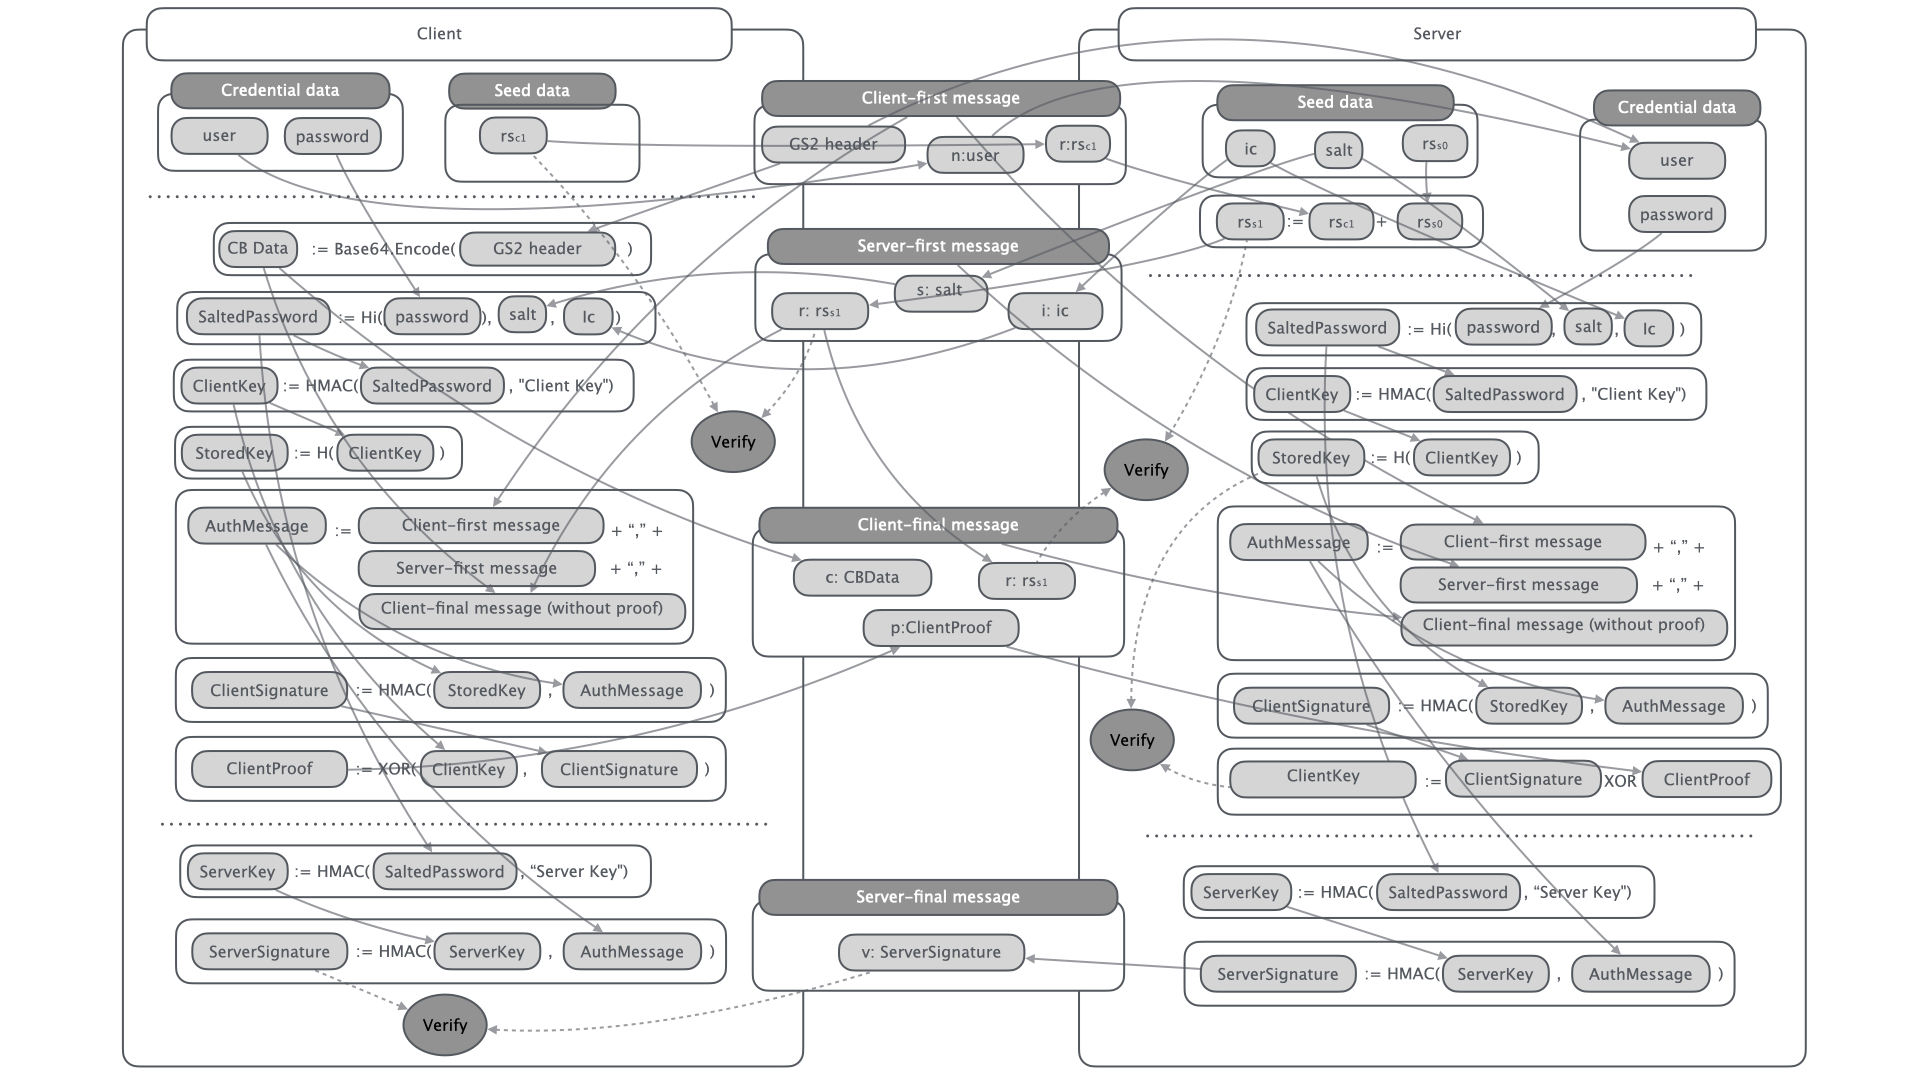 Client
Credential data
user
password
Seed data
rsc1
CB Data := Base64 Encode( GS2 header )
SaltedPassword := Hi( password ), salt , Ic )
ClientKey := HMAC( SaltedPassword , "Client Key")
StoredKey := H( ClientKey )
AuthMessage := Client-first message + “,” +
Server-first message + “,” +
Client-final message (without proof)
ClientSignature := HMAC( StoredKey , AuthMessage )
ClientProof := XOR( ClientKey , ClientSignature )
ServerKey := HMAC( SaltedPassword , “Server Key")
ServerSignature := HMAC( ServerKey , AuthMessage )
Verify
Verify
Client-first message
GS2 header
n:user
r:rsc1
Server-first message
r: rss1
s: salt
i: ic
Client-final message
c: CBData
r: rss1
p:ClientProof
Server-final message
v: ServerSignature
Server
Seed data
ic
salt
rss0
Credential data
user
password
rss1 := rsc1 + rss0
SaltedPassword := Hi( password , salt , Ic )
ClientKey := HMAC( SaltedPassword , "Client Key")
StoredKey := H( ClientKey )
Verify
AuthMessage := Client-first message + “,” +
Server-first message + “,” +
Client-final message (without proof)
ClientSignature := HMAC( StoredKey , AuthMessage )
Verify
ClientKey := ClientSignature XOR ClientProof
ServerKey := HMAC( SaltedPassword , “Server Key")
ServerSignature := HMAC( ServerKey , AuthMessage )